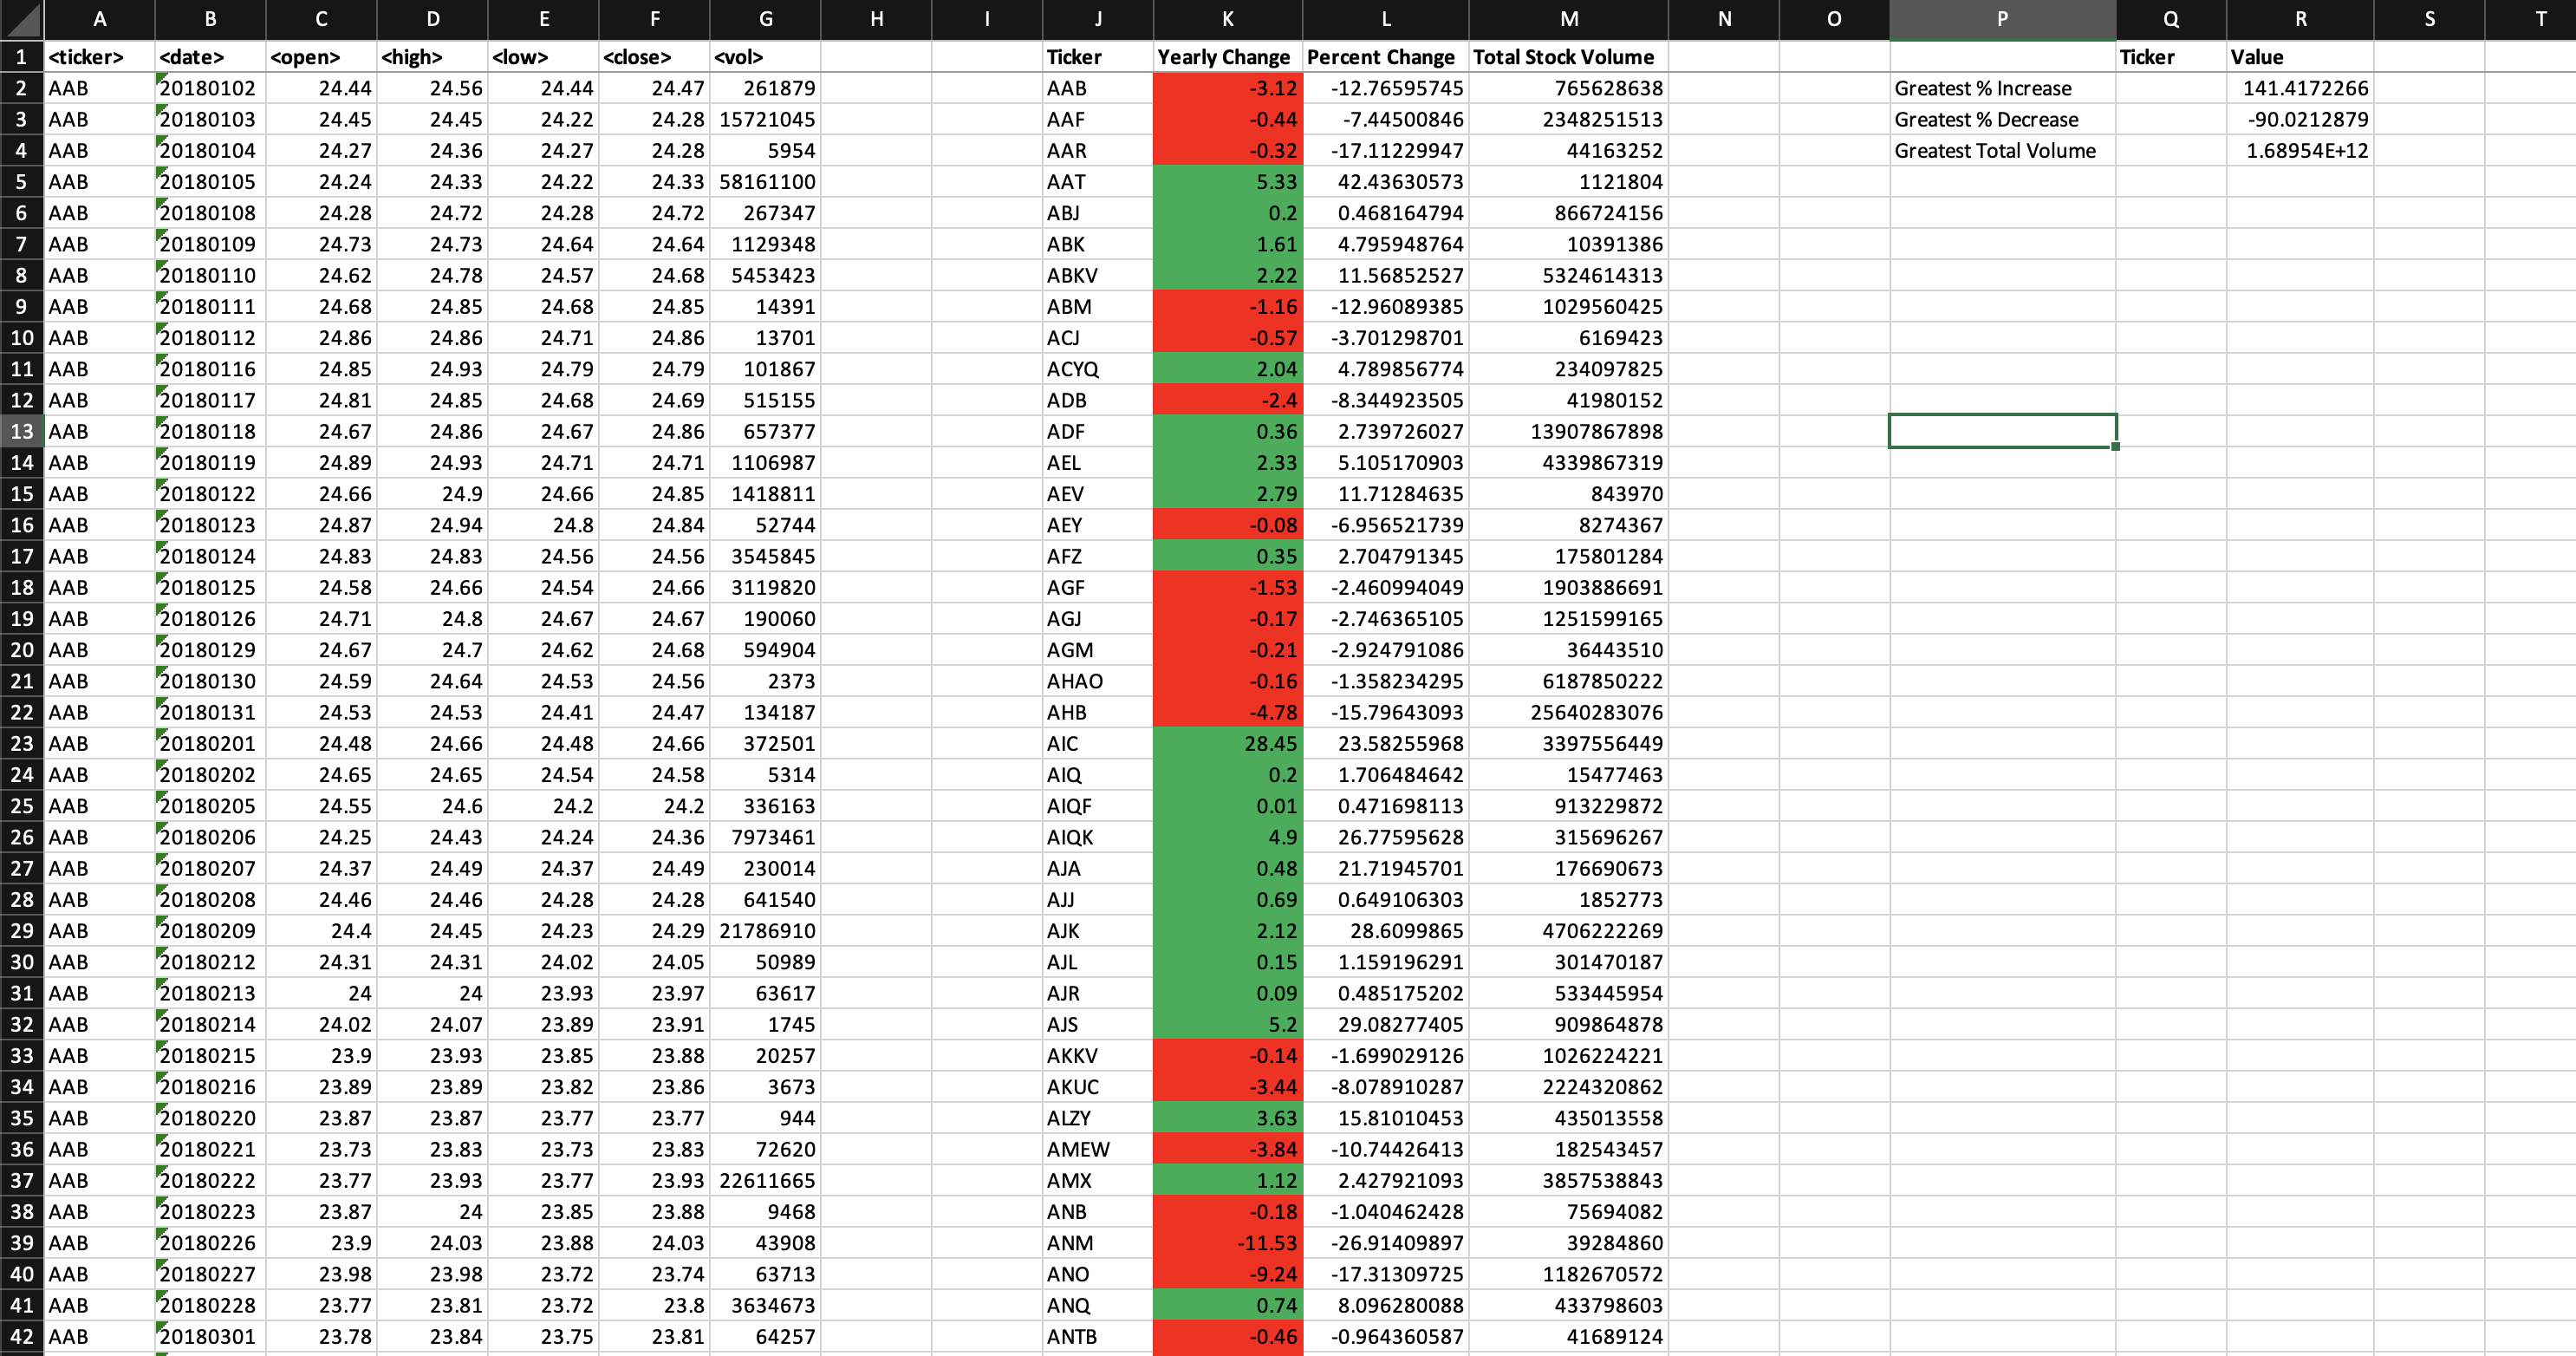 A B C D E F G H I J K L M N O P Q R S T
1 <ticker> <date> <open> <high> <low> <close> <vol> Ticker Yearly Change Percent Change Total Stock Volume Ticker Value
2 AAB 20180102 24.44 24.56 24.44 24.47 261879 AAB -3.12 -12.76595745 765628638 Greatest % Increase 141.4172266
3 AAB 20180103 24.45 24.45 24.22 24.28 15721045 AAF -0.44 -7.44500846 2348251513 Greatest % Decrease -90.0212879
4 AAB 20180104 24.27 24.36 24.27 24.28 5954 AAR -0.32 -17.11229947 44163252 Greatest Total Volume 1.68954E+12
5 AAB 20180105 24.24 24.33 24.22 24.33 58161100 AAT 5.33 42.43630573 1121804
6 AAB 20180108 24.28 24.72 24.28 24.72 267347 ABJ 0.2 0.468164794 866724156
7 AAB 20180109 24.73 24.73 24.64 24.64 1129348 ABK 1.61 4.795948764 10391386
8 AAB 20180110 24.62 24.78 24.57 24.68 5453423 ABKV 2.22 11.56852527 5324614313
9 AAB 20180111 24.68 24.85 24.68 24.85 14391 ABM -1.16 -12.96089385 1029560425
10 AAB 20180112 24.86 24.86 24.71 24.86 13701 ACJ -0.57 -3.701298701 6169423
11 AAB 20180116 24.85 24.93 24.79 24.79 101867 ACYQ 2.04 4.789856774 234097825
12 AAB 20180117 24.81 24.85 24.68 24.69 515155 ADB -2.4 -8.344923505 41980152
13 AAB 20180118 24.67 24.86 24.67 24.86 657377 ADF 0.36 2.739726027 13907867898
14 AAB 20180119 24.89 24.93 24.71 24.71 1106987 AEL 2.33 5.105170903 4339867319
15 AAB 20180122 24.66 24.9 24.66 24.85 1418811 AEV 2.79 11.71284635 843970
16 AAB 20180123 24.87 24.94 24.8 24.84 52744 AEY -0.08 -6.956521739 8274367
17 AAB 20180124 24.83 24.83 24.56 24.56 3545845 AFZ 0.35 2.704791345 175801284
18 AAB 20180125 24.58 24.66 24.54 24.66 3119820 AGF -1.53 -2.460994049 1903886691
19 AAB 20180126 24.71 24.8 24.67 24.67 190060 AGJ -0.17 -2.746365105 1251599165
20 AAB 20180129 24.67 24.7 24.62 24.68 594904 AGM -0.21 -2.924791086 36443510
21 AAB 20180130 24.59 24.64 24.53 24.56 2373 AHAO -0.16 -1.358234295 6187850222
22 AAB 20180131 24.53 24.53 24.41 24.47 134187 AHB -4.78 -15.79643093 25640283076
23 AAB 20180201 24.48 24.66 24.48 24.66 372501 AIC 28.45 23.58255968 3397556449
24 AAB 20180202 24.65 24.65 24.54 24.58 5314 AIQ 0.2 1.706484642 15477463
25 AAB 20180205 24.55 24.6 24.2 24.2 336163 AIQF 0.01 0.471698113 913229872
26 AAB 20180206 24.25 24.43 24.24 24.36 7973461 AIQK 4.9 26.77595628 315696267
27 AAB 20180207 24.37 24.49 24.37 24.49 230014 AJA 0.48 21.71945701 176690673
28 AAB 20180208 24.46 24.46 24.28 24.28 641540 AJJ 0.69 0.649106303 1852773
29 AAB 20180209 24.4 24.45 24.23 24.29 21786910 AJK 2.12 28.6099865 4706222269
30 AAB 20180212 24.31 24.31 24.02 24.05 50989 AJL 0.15 1.159196291 301470187
31 AAB 20180213 24 24 23.93 23.97 63617 AJR 0.09 0.485175202 533445954
32 AAB 20180214 24.02 24.07 23.89 23.91 1745 AJS 5.2 29.08277405 909864878
33 AAB 20180215 23.9 23.93 23.85 23.88 20257 AKKV -0.14 -1.699029126 1026224221
34 AAB 20180216 23.89 23.89 23.82 23.86 3673 AKUC -3.44 -8.078910287 2224320862
35 AAB 20180220 23.87 23.87 23.77 23.77 944 ALZY 3.63 15.81010453 435013558
36 AAB 20180221 23.73 23.83 23.73 23.83 72620 AMEW -3.84 -10.74426413 182543457
37 AAB 20180222 23.77 23.93 23.77 23.93 22611665 AMX 1.12 2.427921093 3857538843
38 AAB 20180223 23.87 24 23.85 23.88 9468 ANB -0.18 -1.040462428 75694082
39 AAB 20180226 23.9 24.03 23.88 24.03 43908 ANM -11.53 -26.91409897 39284860
40 AAB 20180227 23.98 23.98 23.72 23.74 63713 ANO -9.24 -17.31309725 1182670572
41 AAB 20180228 23.77 23.81 23.72 23.8 3634673 ANQ 0.74 8.096280088 433798603
42 AAB 20180301 23.78 23.84 23.75 23.81 64257 ANTB -0.46 -0.964360587 41689124